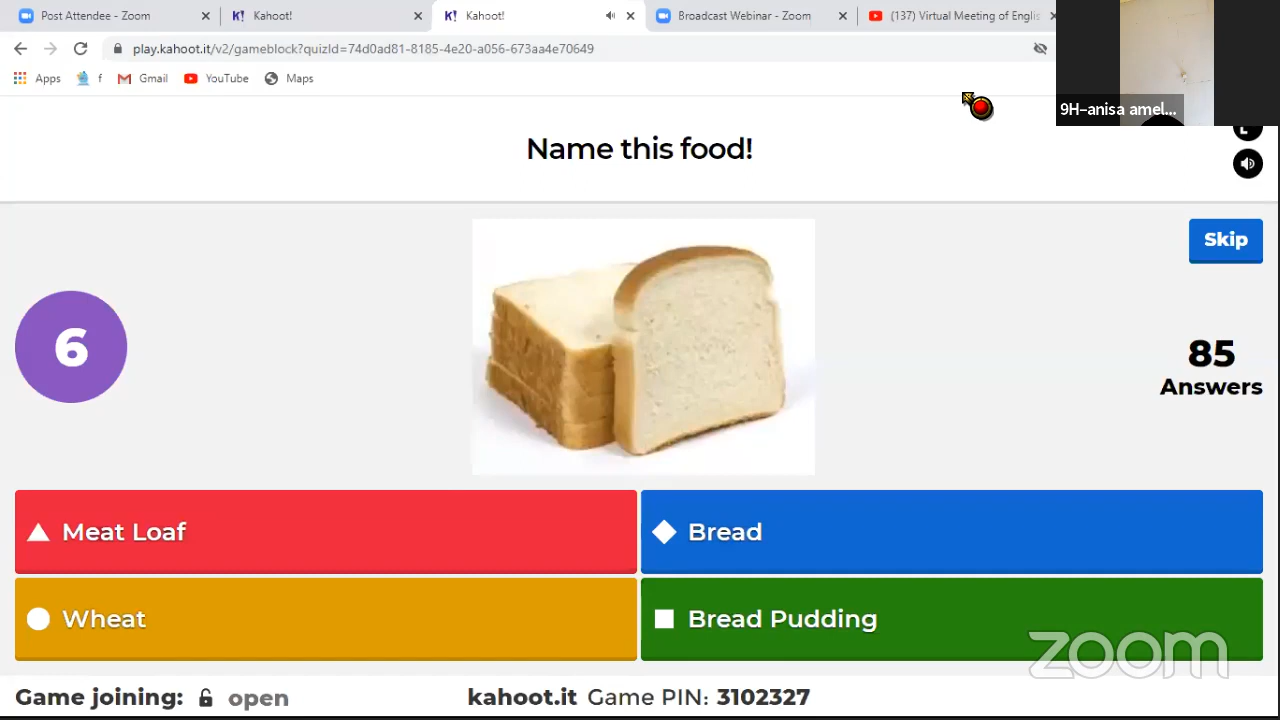 Post Attendee - Zoom
Kahoot!
Kahoot!
Broadcast Webinar - Zoom
(137) Virtual Meeting of Englis
play.kahoot.it/v2/gameblock?quizId=74d0ad81-8185-4e20-a056-673aa4e70649
Apps
f
Gmail
YouTube
Maps
9H-anisa amel...
Name this food!
Skip
6
85
Answers
Meat Loaf
Bread
Wheat
Bread Pudding
zoom
Game joining: open
kahoot.it Game PIN: 3102327